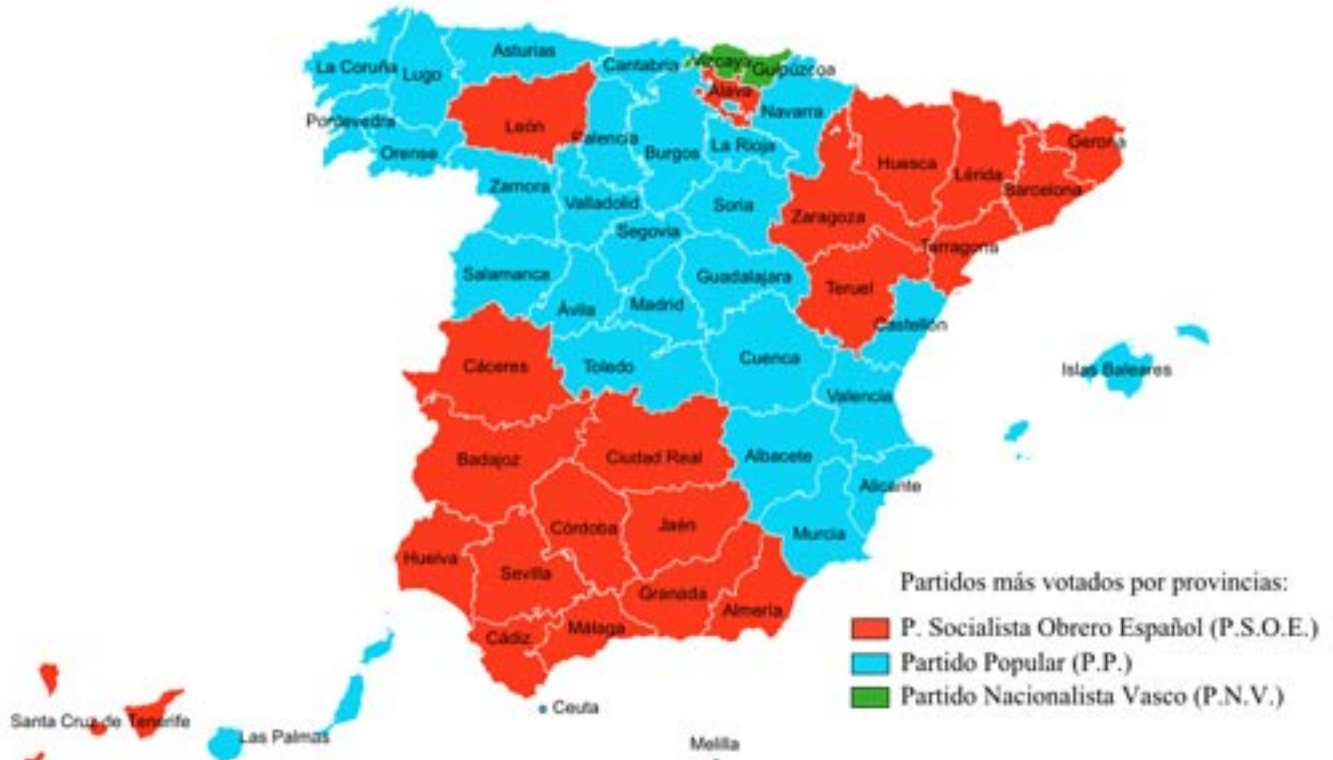 La Coruña
Lugo
Asturias
Cantabria
Vizcaya
Guipúzcoa
Álava
Navarra
Pontevedra
Orense
León
Palencia
Burgos
La Rioja
Huesca
Lérida
Gerona
Barcelona
Zamora
Valladolid
Soria
Zaragoza
Segovia
Tarragona
Salamanca
Ávila
Madrid
Guadalajara
Teruel
Castellón
Cáceres
Toledo
Cuenca
Valencia
Islas Baleares
Badajoz
Ciudad Real
Albacete
Alicante
Huelva
Sevilla
Córdoba
Jaén
Murcia
Granada
Almería
Cádiz
Málaga
Ceuta
Melilla
Santa Cruz de Tenerife
Las Palmas
Partidos más votados por provincias:
P. Socialista Obrero Español (P.S.O.E.)
Partido Popular (P.P.)
Partido Nacionalista Vasco (P.N.V.)